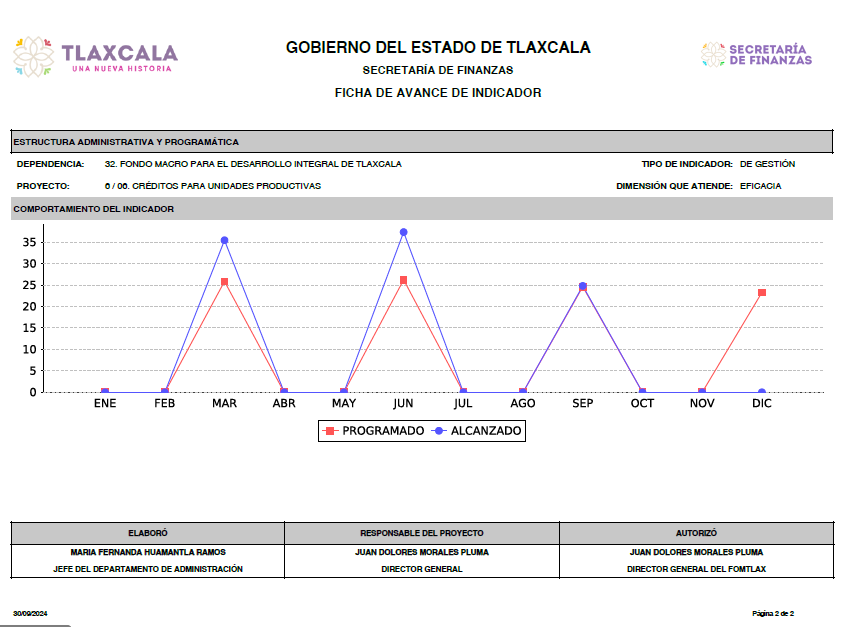 TLAXCALA
UNA NUEVA HISTORIA
GOBIERNO DEL ESTADO DE TLAXCALA
SECRETARÍA DE FINANZAS
FICHA DE AVANCE DE INDICADOR
SECRETARÍA
DE FINANZAS
ESTRUCTURA ADMINISTRATIVA Y PROGRAMÁTICA
DEPENDENCIA: 32. FONDO MACRO PARA EL DESARROLLO INTEGRAL DE TLAXCALA TIPO DE INDICADOR: DE GESTIÓN
PROYECTO: 6 / 06. CRÉDITOS PARA UNIDADES PRODUCTIVAS DIMENSIÓN QUE ATIENDE: EFICACIA
COMPORTAMIENTO DEL INDICADOR
35
30
25
20
15
10
5
0
ENE FEB MAR ABR MAY JUN JUL AGO SEP OCT NOV DIC
PROGRAMADO ALCANZADO
ELABORÓ RESPONSABLE DEL PROYECTO AUTORIZÓ
MARIA FERNANDA HUAMANTLA RAMOS JUAN DOLORES MORALES PLUMA JUAN DOLORES MORALES PLUMA
JEFE DEL DEPARTAMENTO DE ADMINISTRACIÓN DIRECTOR GENERAL DIRECTOR GENERAL DEL FOMTLAX
30/09/2024 Página 2 de 2